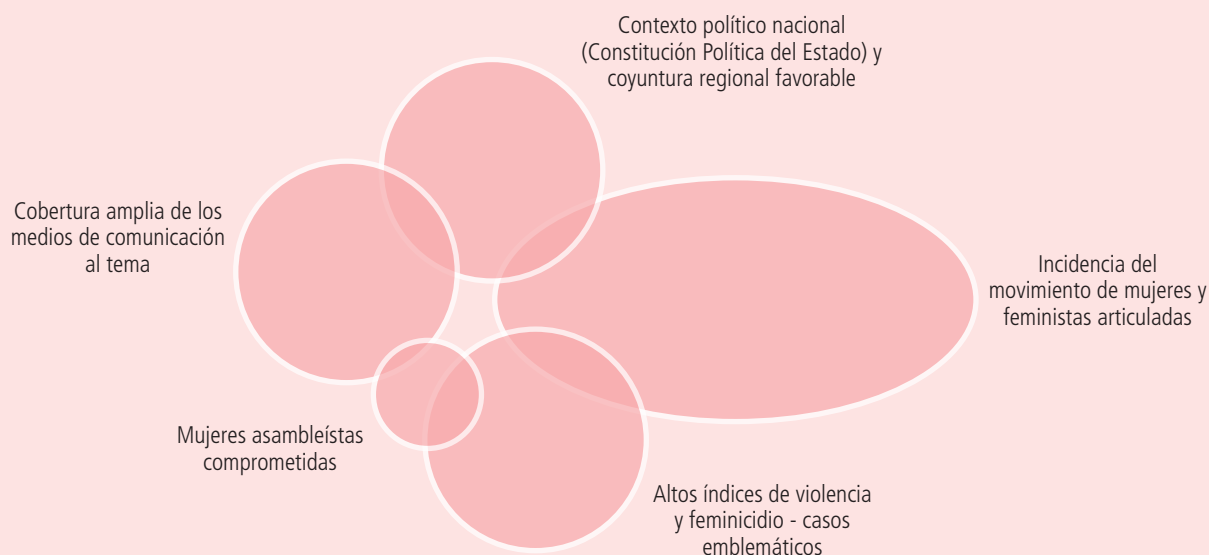 Contexto político nacional
(Constitución Política del Estado) y
coyuntura regional favorable
Cobertura amplia de los
medios de comunicación
al tema
Incidencia del
movimiento de mujeres y
feministas articuladas
Mujeres asambleístas
comprometidas
Altos índices de violencia
y feminicidio - casos
emblemáticos